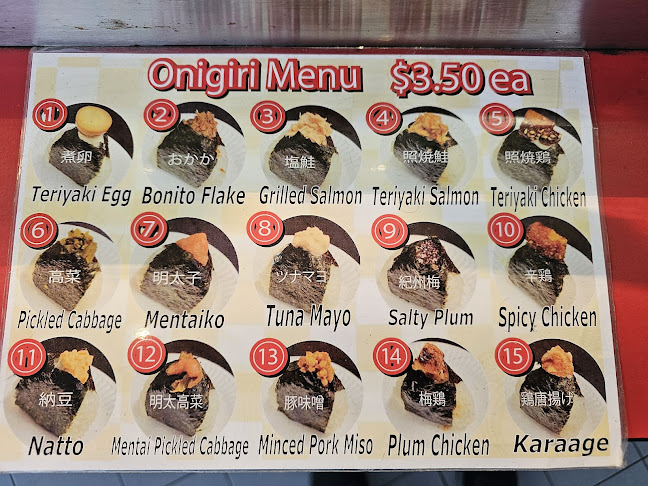 Onigiri Menu $3.50 ea
1 2 3 4 5
煮卵 おかか 塩鮭 照焼鮭 照焼鶏
Teriyaki Egg Bonito Flake Grilled Salmon Teriyaki Salmon Teriyaki Chicken
6 7 8 9 10
高菜 明太子 ツナマヨ 紀州梅 辛鶏
Pickled Cabbage Mentaiko Tuna Mayo Salty Plum Spicy Chicken
11 12 13 14 15
納豆 明太高菜 豚味噌 梅鶏 鶏唐揚げ
Natto Mentai Pickled Cabbage Minced Pork Miso Plum Chicken Karaage